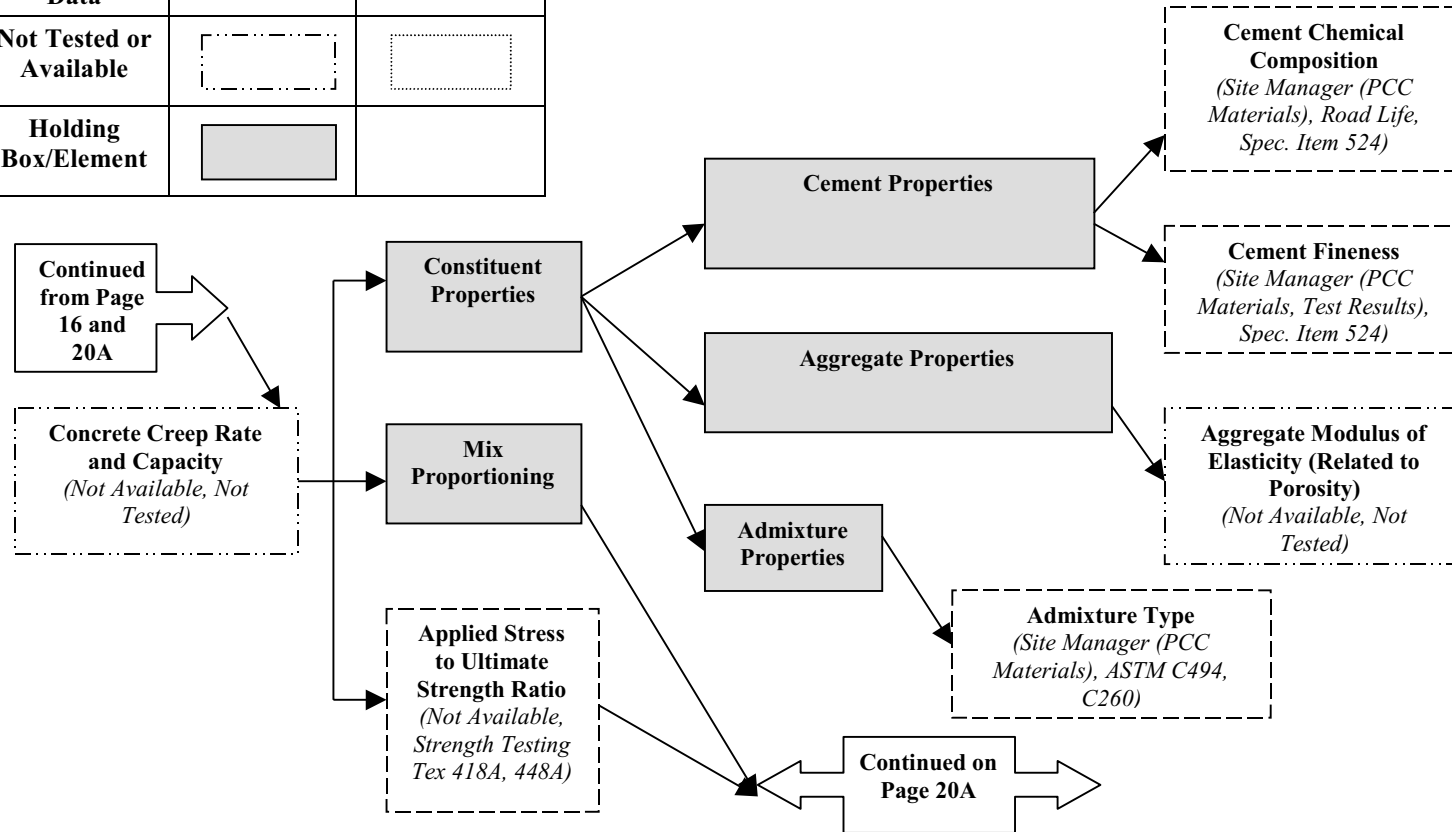 Data
Not Tested or
Available
Holding
Box/Element
Continued
from Page
16 and
20A
Concrete Creep Rate
and Capacity
(Not Available, Not
Tested)
Constituent
Properties
Mix
Proportioning
Applied Stress
to Ultimate
Strength Ratio
(Not Available,
Strength Testing
Tex 418A, 448A)
Cement Properties
Aggregate Properties
Admixture
Properties
Cement Chemical
Composition
(Site Manager (PCC
Materials), Road Life,
Spec. Item 524)
Cement Fineness
(Site Manager (PCC
Materials, Test Results),
Spec. Item 524)
Aggregate Modulus of
Elasticity (Related to
Porosity)
(Not Available, Not
Tested)
Admixture Type
(Site Manager (PCC
Materials), ASTM C494,
C260)
Continued on
Page 20A